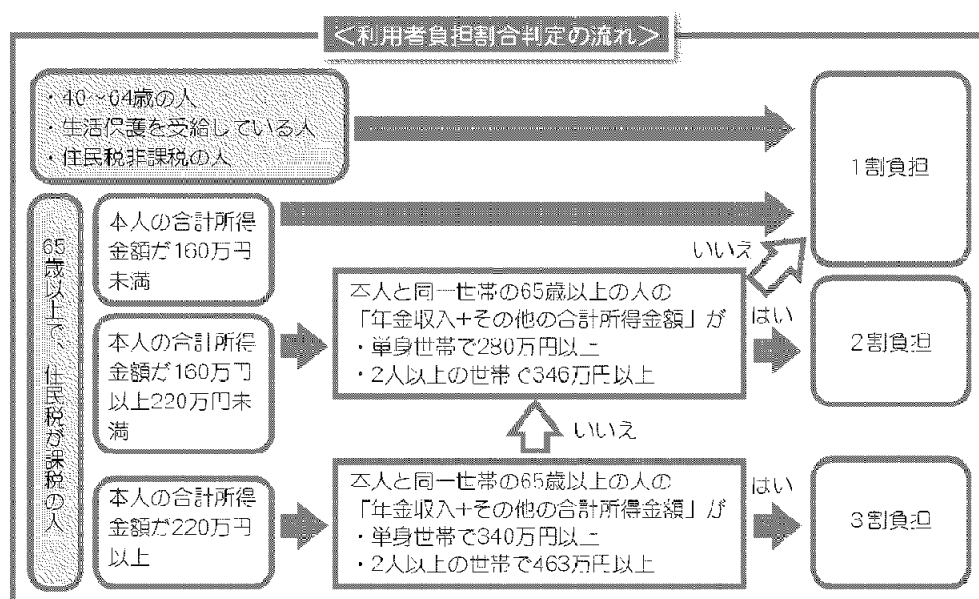 ＜利用者負担割合判定の流れ＞
・40～64歳の人
・生活保護を受給している人
・住民税非課税の人
1割負担
65歳以上で、住民税が課税の人
本人の合計所得
金額が160万円
未満
いいえ
本人の合計所得
金額が160万円
以上220万円未
満
本人と同一世帯の65歳以上の人の
「年金収入+その他の合計所得金額」が
・単身世帯で280万円以上
・2人以上の世帯で346万円以上
はい
2割負担
いいえ
本人の合計所得
金額が220万円
以上
本人と同一世帯の65歳以上の人の
「年金収入+その他の合計所得金額」が
・単身世帯で340万円以上
・2人以上の世帯で463万円以上
はい
3割負担